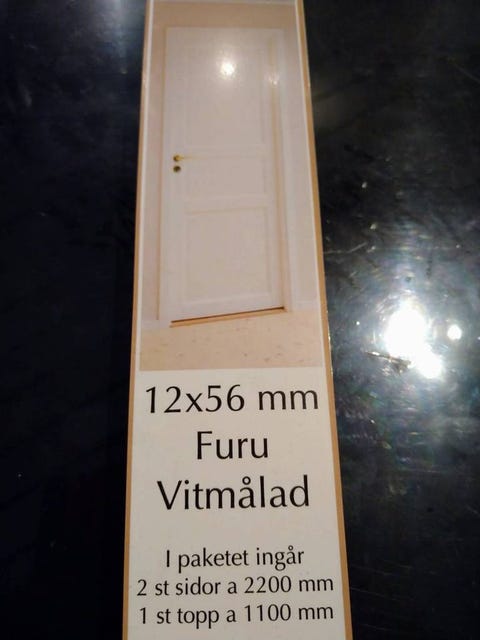 12x56 mm
Furu
Vitmålad
I paketet ingår
2 st sidor a 2200 mm
1 st topp a 1100 mm